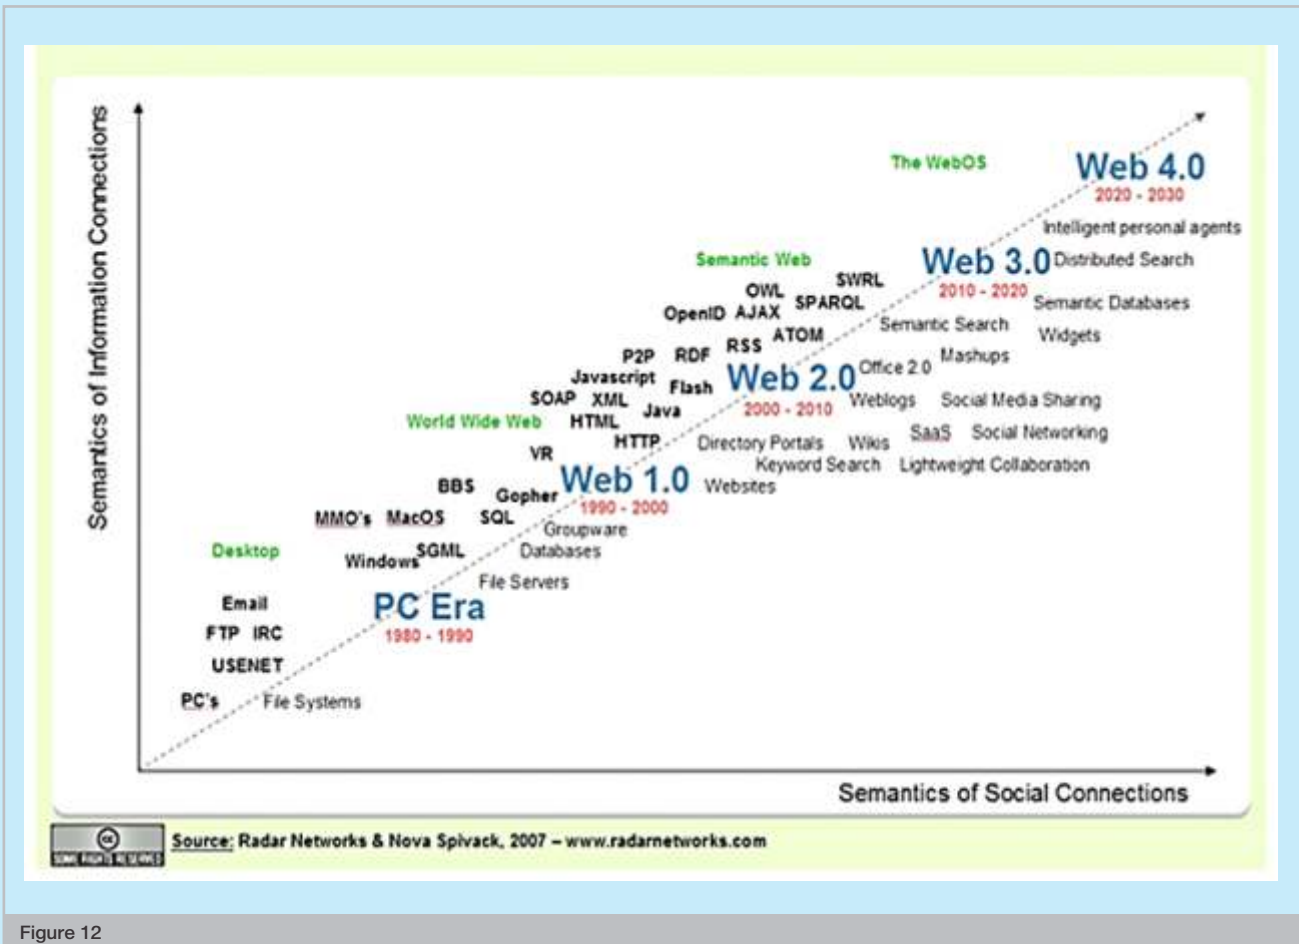 Semantics of Information Connections
The WebOS
Web 4.0
2020 - 2030
Intelligent personal agents
Semantic Web
Web 3.0
Distributed Search
2010 - 2020
SWRL
OWL
SPARQL
Semantic Databases
OpenID AJAX
Semantic Search
Widgets
ATOM
RSS
P2P RDF
Mashups
Office 2.0
Javascript
Flash
Web 2.0
2000 - 2010
SOAP XML
Java
Weblogs
Social Media Sharing
World Wide Web
HTML
HTTP
Directory Portals
Wikis
SaaS
Social Networking
VR
Keyword Search
Lightweight Collaboration
Web 1.0
1990 - 2000
Websites
BBS
Gopher
MMO's MacOS
SQL
Groupware
Desktop
Windows
SGML
Databases
File Servers
Email
PC Era
1980 - 1990
FTP IRC
USENET
PC's
File Systems
Semantics of Social Connections
cc
SOME RIGHTS RESERVED
Source: Radar Networks & Nova Spivack, 2007 – www.radarnetworks.com
Figure 12